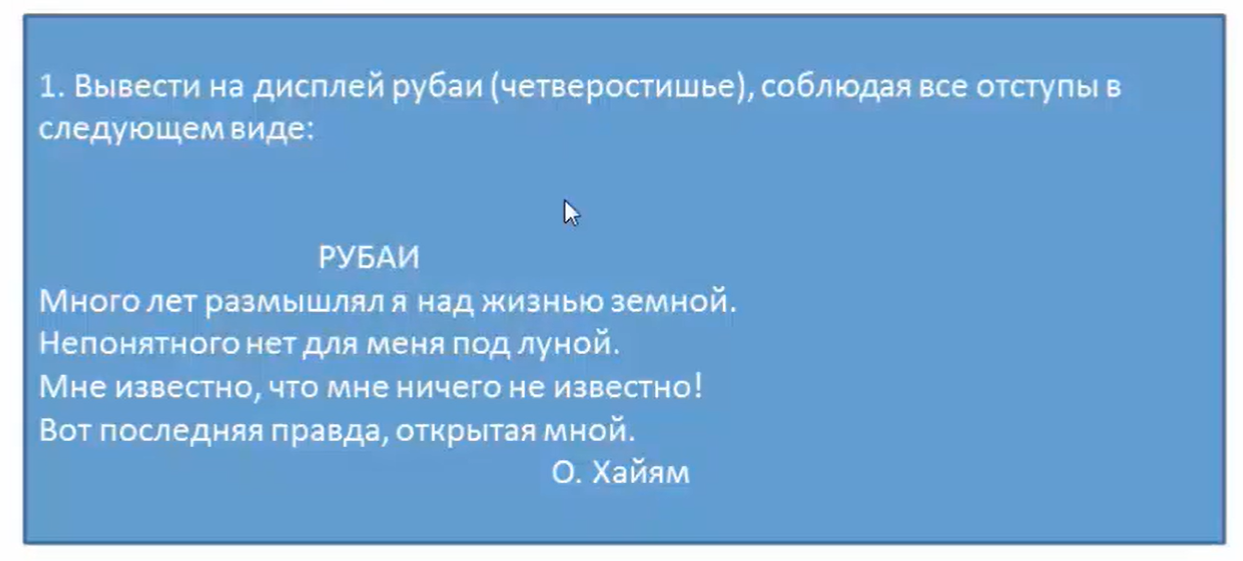 1. Вывести на дисплей рубаи (четверостишье), соблюдая все отступы в
следующем виде:
РУБАИ
Много лет размышлял я над жизнью земной.
Непонятного нет для меня под луной.
Мне известно, что мне ничего не известно!
Вот последняя правда, открытая мной.
О. Хайям